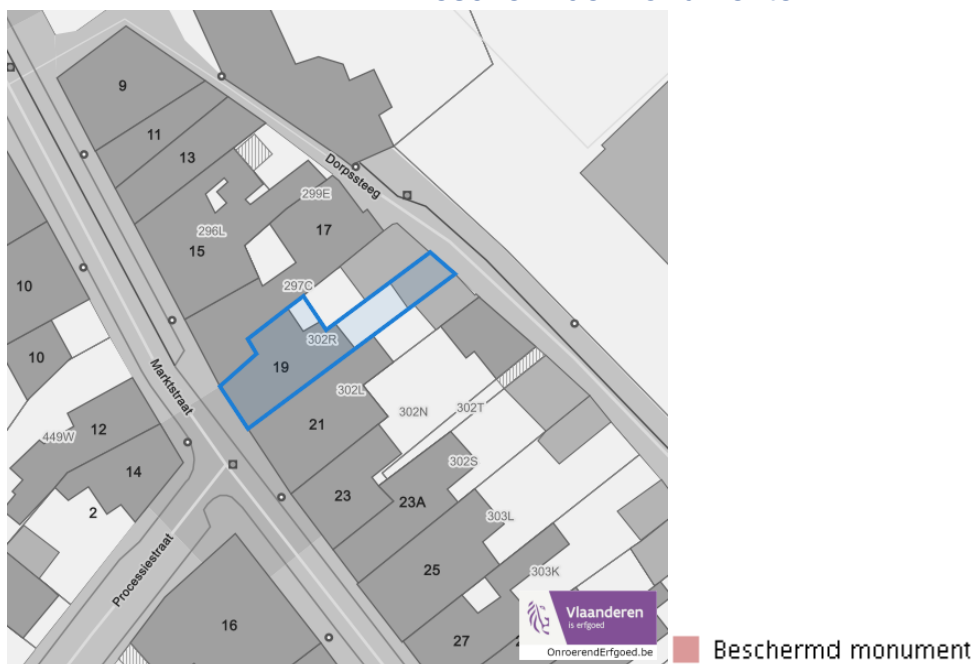 9
11
13
Dorpssteeg
299E
17
296L
15
10
297C
302R
19
10
Marktstraat
302L
302N
302T
21
449W
12
14
302S
23
23A
2
303L
Processiestraat
25
303K
16
27
Vlaanderen
is erfgoed
OnroerendErfgoed.be
Beschermd monument